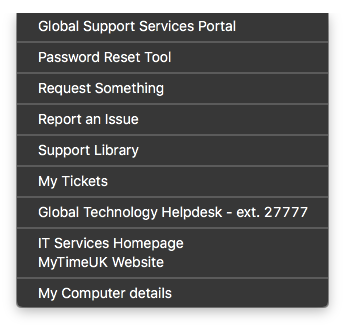 Global Support Services Portal
Password Reset Tool
Request Something
Report an Issue
Support Library
My Tickets
Global Technology Helpdesk - ext. 27777
IT Services Homepage
MyTimeUK Website
My Computer details